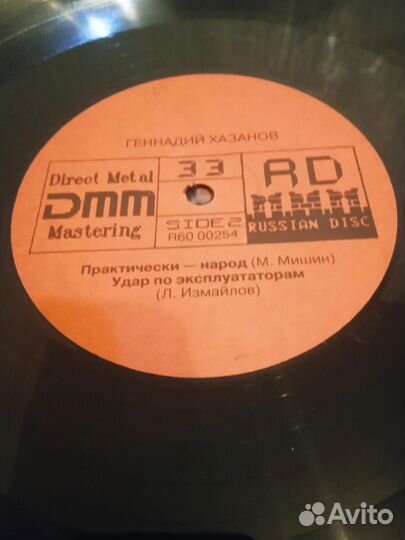 ГЕННАДИЙ ХАЗАНОВ
Direct Metal
DMM
Mastering
33
SIDE 2
R60 00254
RD
RUSSIAN DISC
Практически — народ (М. Мишин)
Удар по эксплуататорам
(Л. Измайлов)
Avito